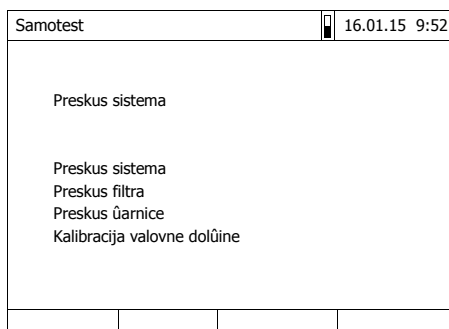 Samotest
16.01.15 9:52
Preskus sistema
Preskus sistema
Preskus filtra
Preskus ûarnice
Kalibracija valovne dolûine